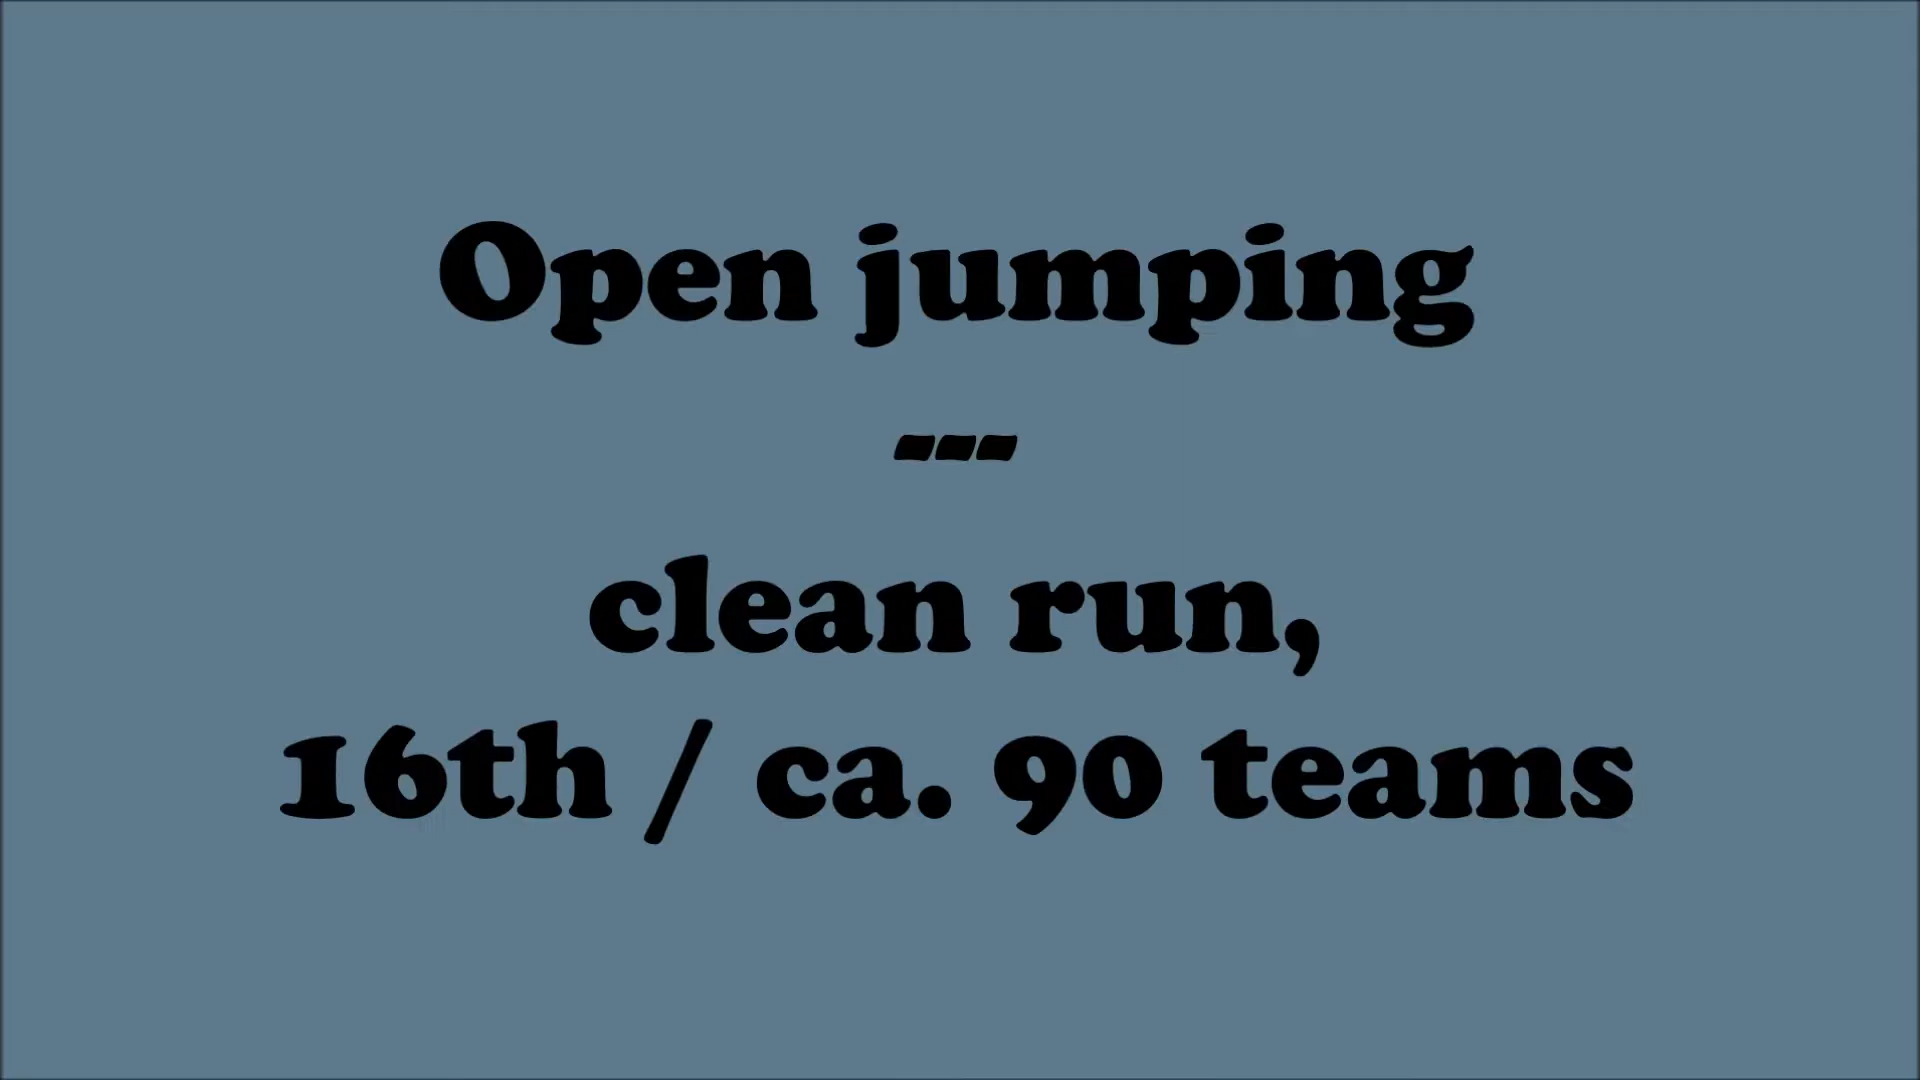 Open jumping
---
clean run,
16th / ca. 90 teams